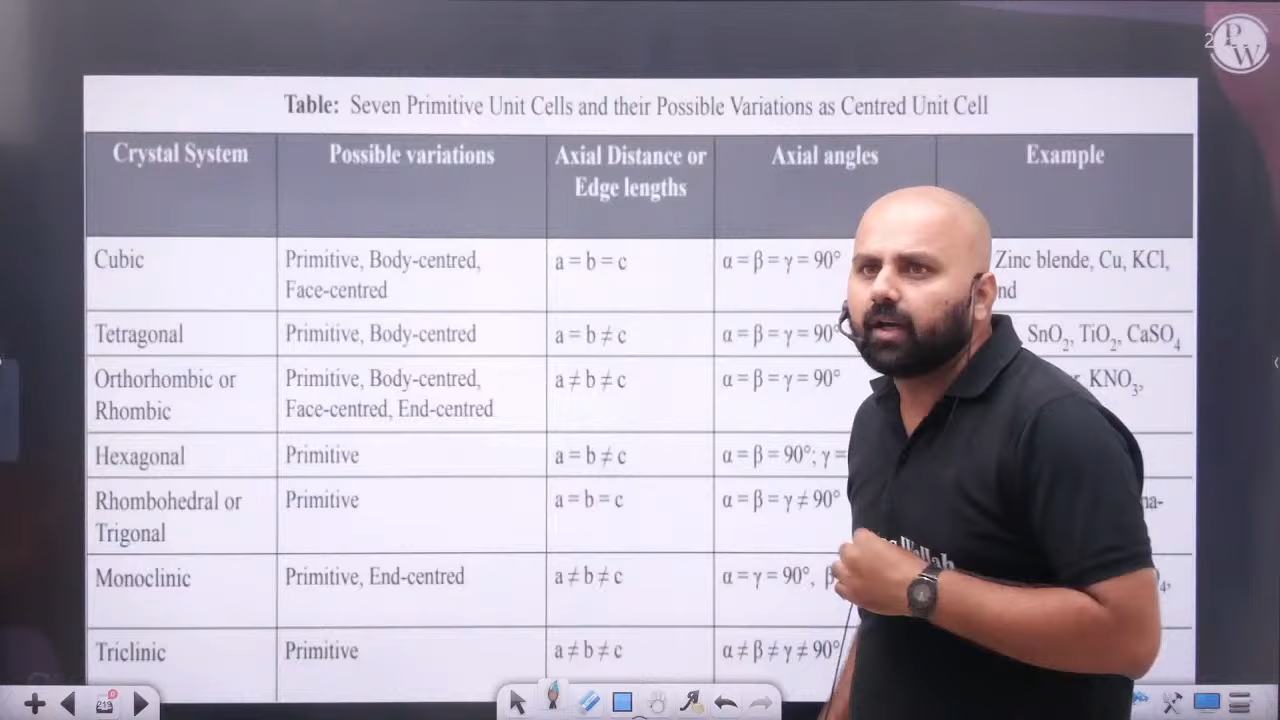 P
W
Table: Seven Primitive Unit Cells and their Possible Variations as Centred Unit Cell
Crystal System Possible variations Axial Distance or Edge lengths Axial angles Example
Cubic Primitive, Body-centred, Face-centred a = b = c α = β = γ = 90° Zinc blende, Cu, KCl,
Tetragonal Primitive, Body-centred a = b ≠ c α = β = γ = 90° SnO₂, TiO₂, CaSO₄
Orthorhombic or Rhombic Primitive, Body-centred, Face-centred, End-centred a ≠ b ≠ c α = β = γ = 90° KNO₃,
Hexagonal Primitive a = b ≠ c α = β = 90°; γ =
Rhombohedral or Trigonal Primitive a = b = c α = β = γ ≠ 90°
Monoclinic Primitive, End-centred a ≠ b ≠ c α = γ = 90°, β
Triclinic Primitive a ≠ b ≠ c α ≠ β ≠ γ ≠ 90°
219